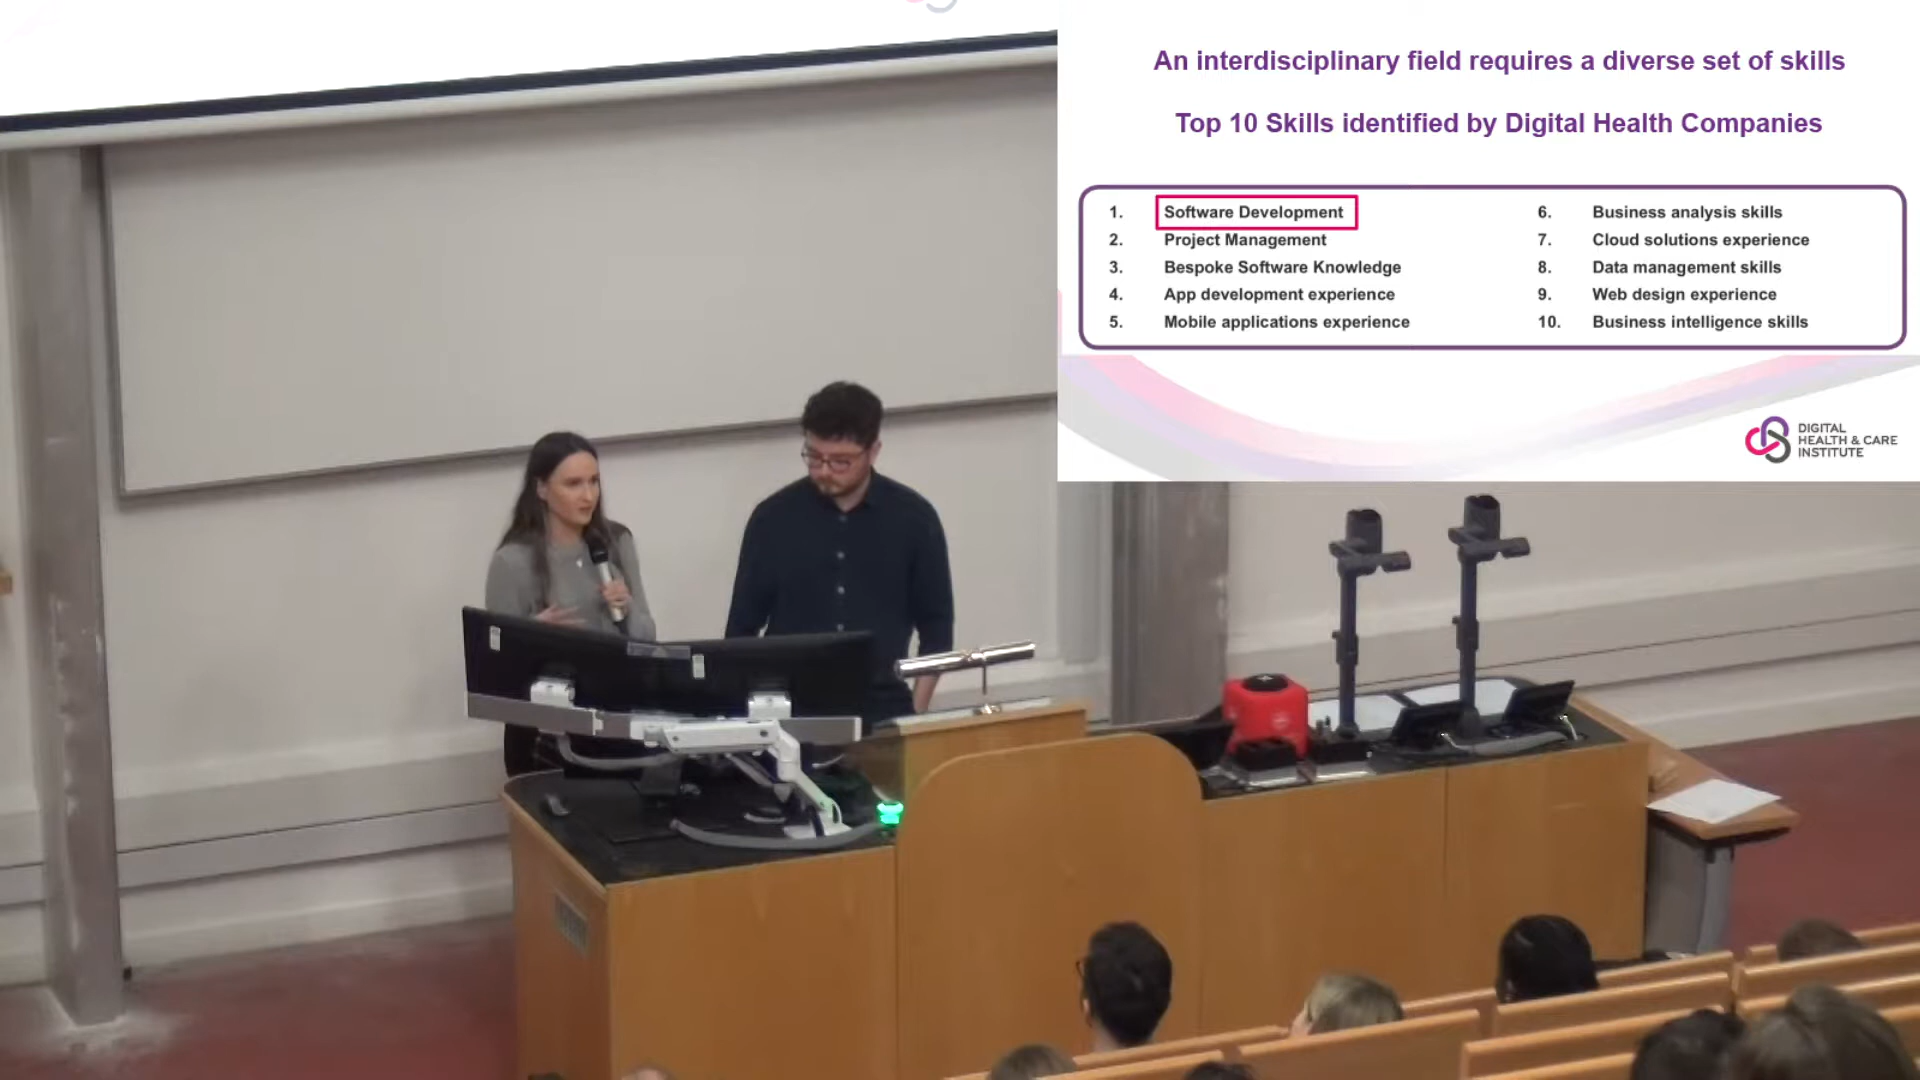 An interdisciplinary field requires a diverse set of skills
Top 10 Skills identified by Digital Health Companies
1. Software Development
2. Project Management
3. Bespoke Software Knowledge
4. App development experience
5. Mobile applications experience
6. Business analysis skills
7. Cloud solutions experience
8. Data management skills
9. Web design experience
10. Business intelligence skills
DIGITAL
HEALTH & CARE
INSTITUTE